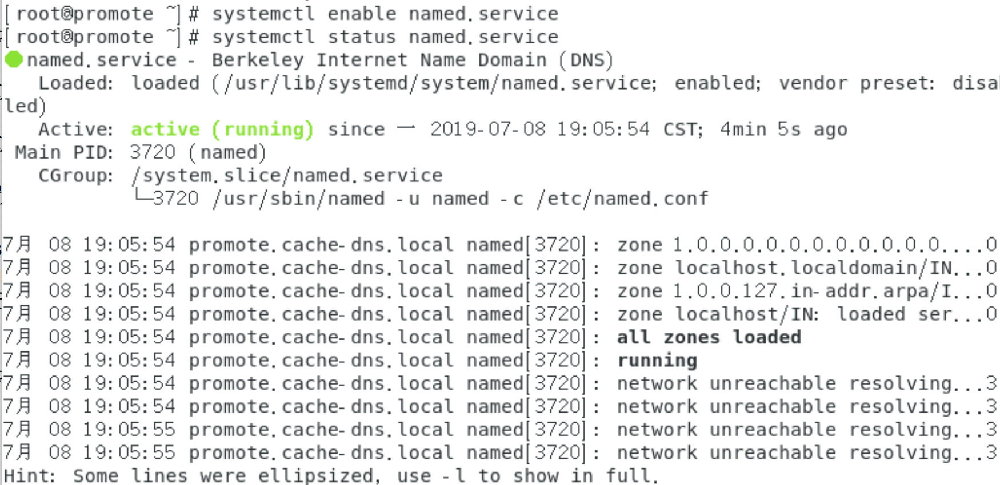 [root@promote ~]# systemctl enable named.service
[root@promote ~]# systemctl status named.service
● named.service - Berkeley Internet Name Domain (DNS)
   Loaded: loaded (/usr/lib/systemd/system/named.service; enabled; vendor preset: disab
led)
   Active: active (running) since 一 2019-07-08 19:05:54 CST; 4min 5s ago
 Main PID: 3720 (named)
   CGroup: /system.slice/named.service
           └─3720 /usr/sbin/named -u named -c /etc/named.conf

7月 08 19:05:54 promote.cache-dns.local named[3720]: zone 1.0.0.0.0.0.0.0.0.0.0.0....0
7月 08 19:05:54 promote.cache-dns.local named[3720]: zone localhost.localdomain/IN...0
7月 08 19:05:54 promote.cache-dns.local named[3720]: zone 1.0.0.127.in-addr.arpa/I...0
7月 08 19:05:54 promote.cache-dns.local named[3720]: zone localhost/IN: loaded ser...0
7月 08 19:05:54 promote.cache-dns.local named[3720]: all zones loaded
7月 08 19:05:54 promote.cache-dns.local named[3720]: running
7月 08 19:05:54 promote.cache-dns.local named[3720]: network unreachable resolving...3
7月 08 19:05:54 promote.cache-dns.local named[3720]: network unreachable resolving...3
7月 08 19:05:55 promote.cache-dns.local named[3720]: network unreachable resolving...3
7月 08 19:05:55 promote.cache-dns.local named[3720]: network unreachable resolving...3
Hint: Some lines were ellipsized, use -l to show in full.